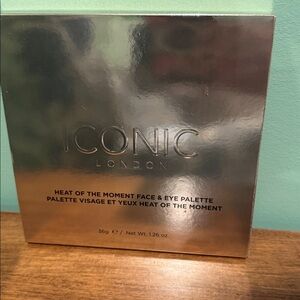 ICONIC
LONDON
HEAT OF THE MOMENT FACE & EYE PALETTE
PALETTE VISAGE ET YEUX HEAT OF THE MOMENT
36g ℮ / Net Wt. 1.26 oz